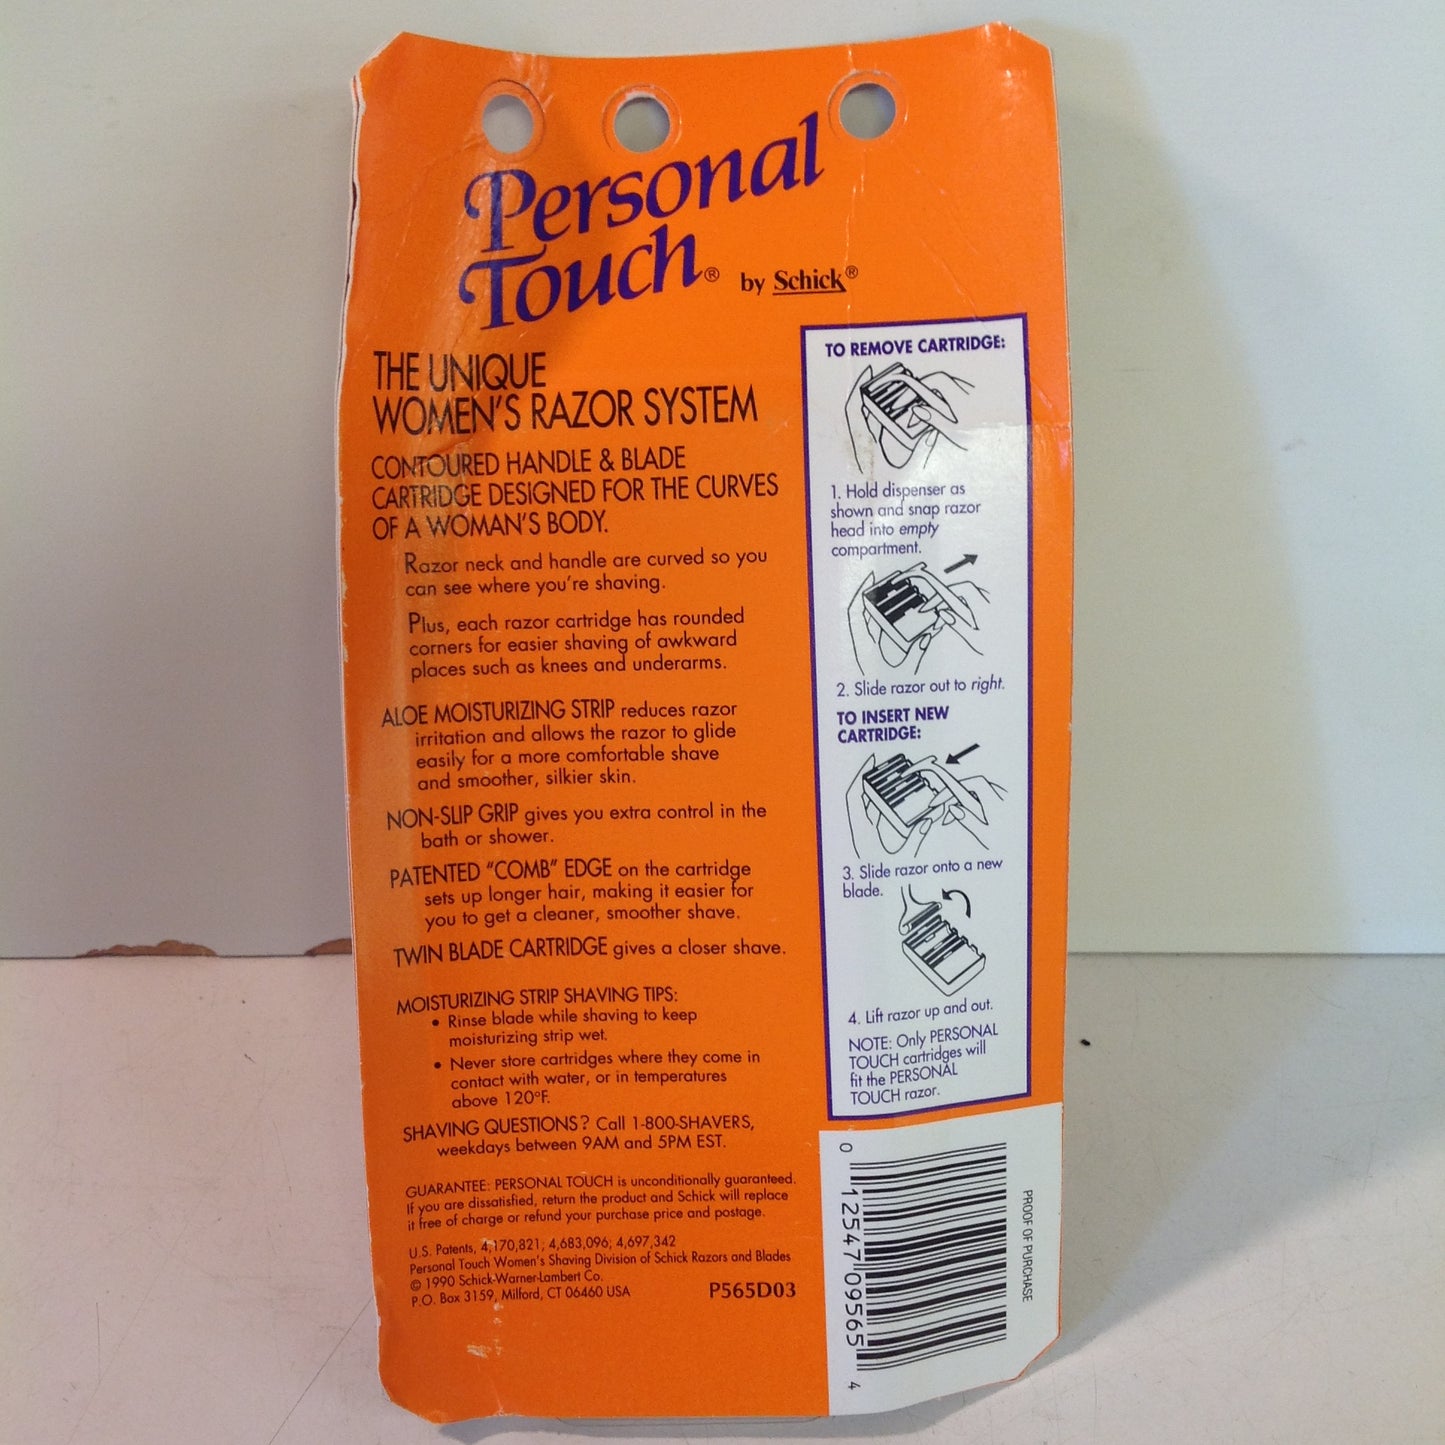 Personal
Touch® by Schick®
THE UNIQUE
WOMEN'S RAZOR SYSTEM
CONTOURED HANDLE & BLADE
CARTRIDGE DESIGNED FOR THE CURVES
OF A WOMAN'S BODY.
Razor neck and handle are curved so you
can see where you're shaving.
Plus, each razor cartridge has rounded
corners for easier shaving of awkward
places such as knees and underarms.
ALOE MOISTURIZING STRIP reduces razor
irritation and allows the razor to glide
easily for a more comfortable shave
and smoother, silkier skin.
NON-SLIP GRIP gives you extra control in the
bath or shower.
PATENTED "COMB" EDGE on the cartridge
sets up longer hair, making it easier for
you to get a cleaner, smoother shave.
TWIN BLADE CARTRIDGE gives a closer shave.
MOISTURIZING STRIP SHAVING TIPS:
• Rinse blade while shaving to keep
moisturizing strip wet.
• Never store cartridges where they come in
contact with water, or in temperatures
above 120°F.
SHAVING QUESTIONS? Call 1-800-SHAVERS,
weekdays between 9AM and 5PM EST.
GUARANTEE: PERSONAL TOUCH is unconditionally guaranteed.
If you are dissatisfied, return the product and Schick will replace
it free of charge or refund your purchase price and postage.
U.S. Patents, 4,170,821; 4,683,096; 4,697,342
Personal Touch Women's Shaving Division of Schick Razors and Blades
© 1990 Schick-Warner-Lambert Co.
P.O. Box 3159, Milford, CT 06460 USA
P565D03
TO REMOVE CARTRIDGE:
1. Hold dispenser as
shown and snap razor
head into empty
compartment.
2. Slide razor out to right.
TO INSERT NEW
CARTRIDGE:
3. Slide razor onto a new
blade.
4. Lift razor up and out.
NOTE: Only PERSONAL
TOUCH cartridges will
fit the PERSONAL
TOUCH razor.
PROOF OF PURCHASE
0 12547 09565 4